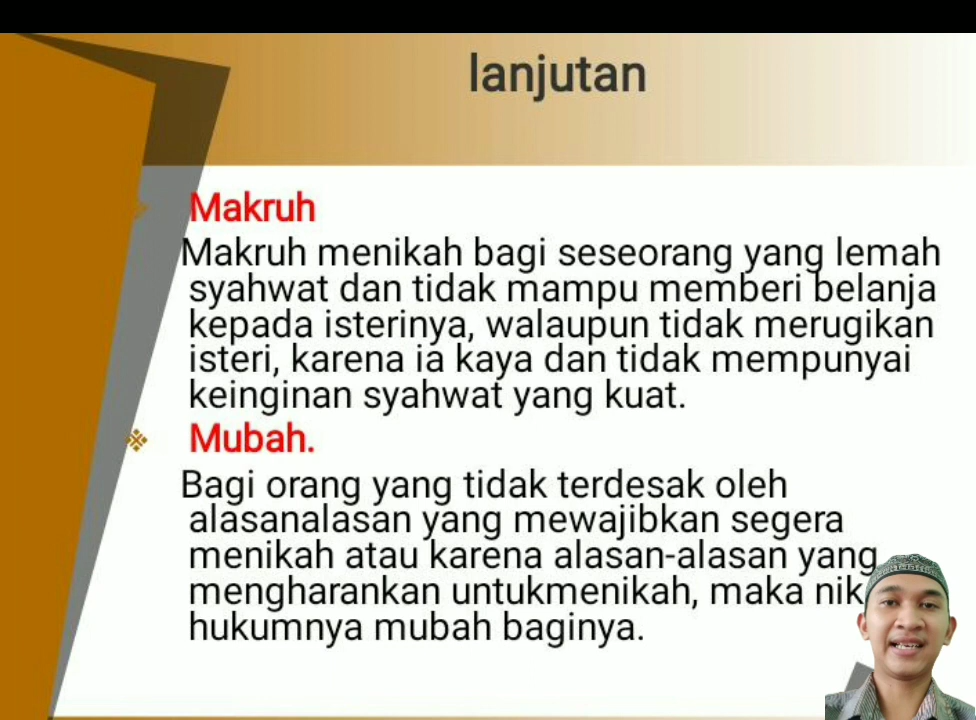 lanjutan
Makruh
Makruh menikah bagi seseorang yang lemah
syahwat dan tidak mampu memberi belanja
kepada isterinya, walaupun tidak merugikan
isteri, karena ia kaya dan tidak mempunyai
keinginan syahwat yang kuat.
Mubah.
Bagi orang yang tidak terdesak oleh
alasanalasan yang mewajibkan segera
menikah atau karena alasan-alasan yang
mengharankan untukmenikah, maka
hukumnya mubah baginya.